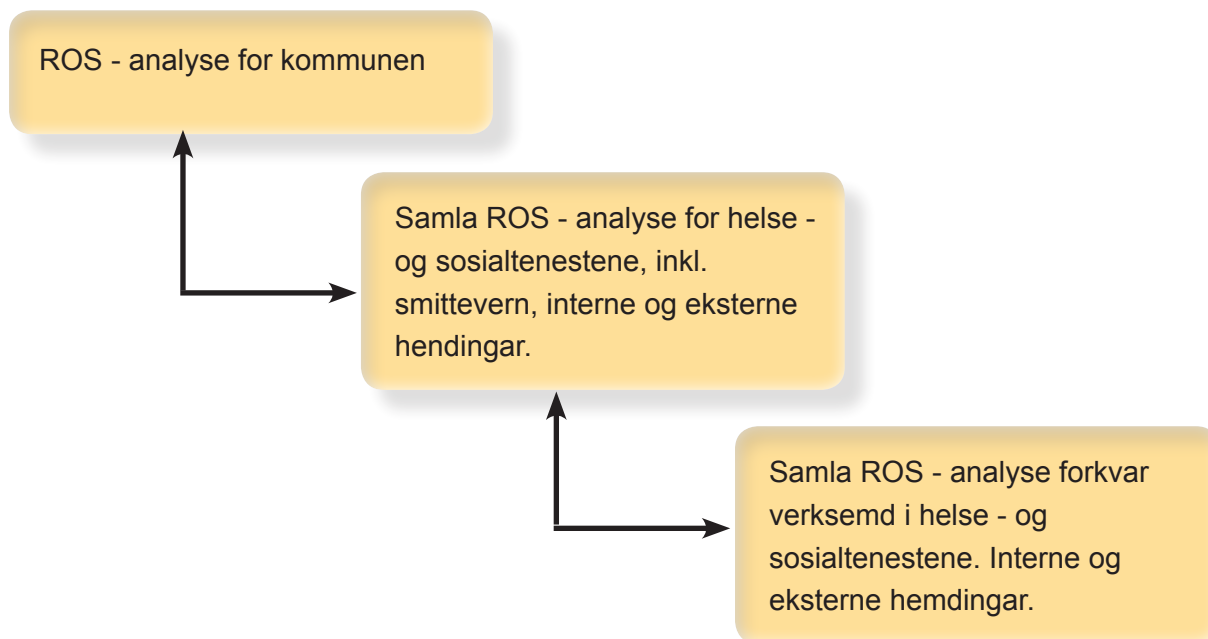 ROS - analyse for kommunen
Samla ROS - analyse for helse -
og sosialtenestene, inkl.
smittevern, interne og eksterne
hendingar.
Samla ROS - analyse forkvar
verksemd i helse - og
sosialtenestene. Interne og
eksterne hemdingar.